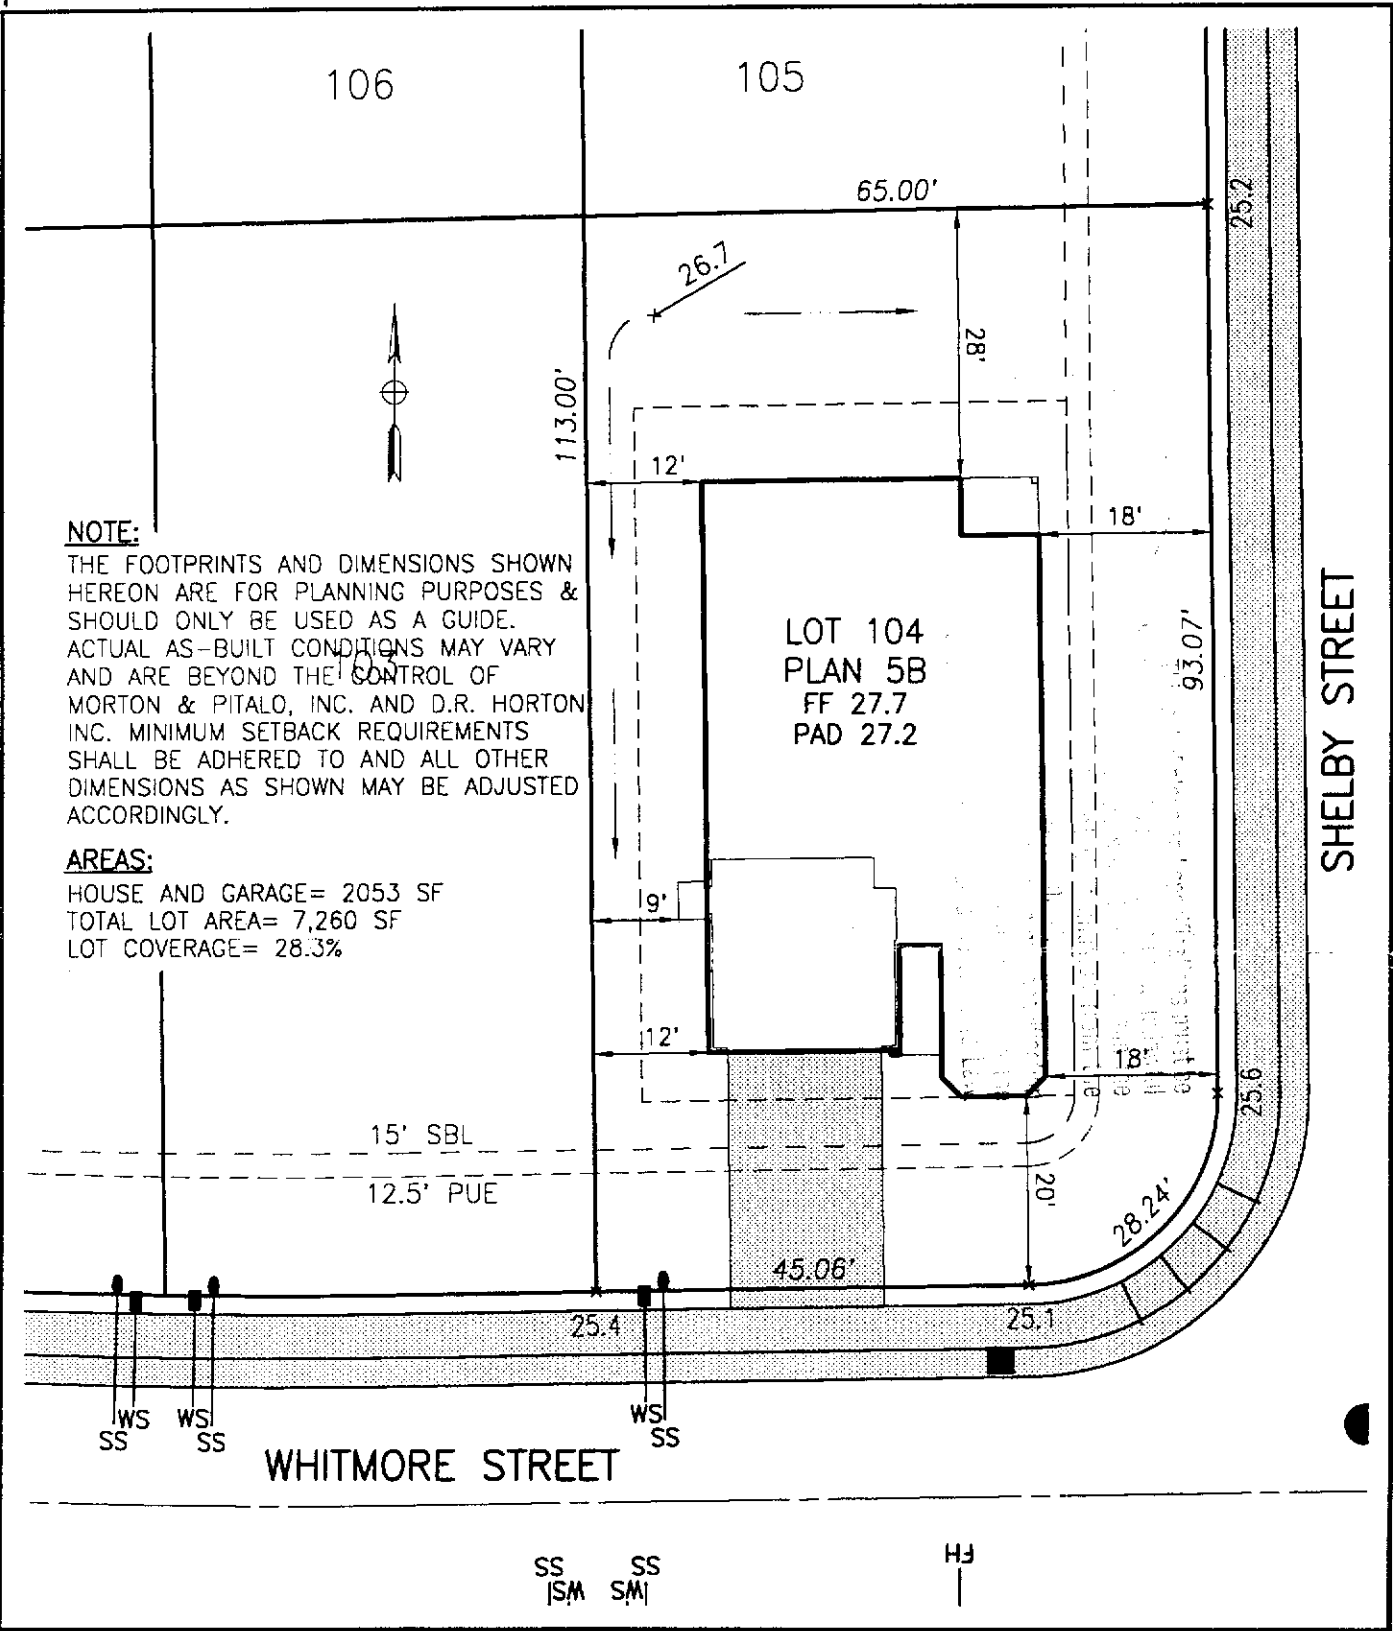 106
105
65.00'
25.2
26.7
28'
113.00'
12'
18'
NOTE:
THE FOOTPRINTS AND DIMENSIONS SHOWN
HEREON ARE FOR PLANNING PURPOSES &
SHOULD ONLY BE USED AS A GUIDE.
ACTUAL AS-BUILT CONDITIONS MAY VARY
AND ARE BEYOND THE CONTROL OF
MORTON & PITALO, INC. AND D.R. HORTON
INC. MINIMUM SETBACK REQUIREMENTS
SHALL BE ADHERED TO AND ALL OTHER
DIMENSIONS AS SHOWN MAY BE ADJUSTED
ACCORDINGLY.
103
LOT 104
PLAN 5B
FF 27.7
PAD 27.2
93.07'
SHELBY STREET
AREAS:
HOUSE AND GARAGE= 2053 SF
TOTAL LOT AREA= 7,260 SF
LOT COVERAGE= 28.3%
9'
12'
18'
25.6
15' SBL
12.5' PUE
20'
28.24'
45.06'
25.4
25.1
SS WS WS SS
WS SS
WHITMORE STREET
SS SS
WS WS
FH